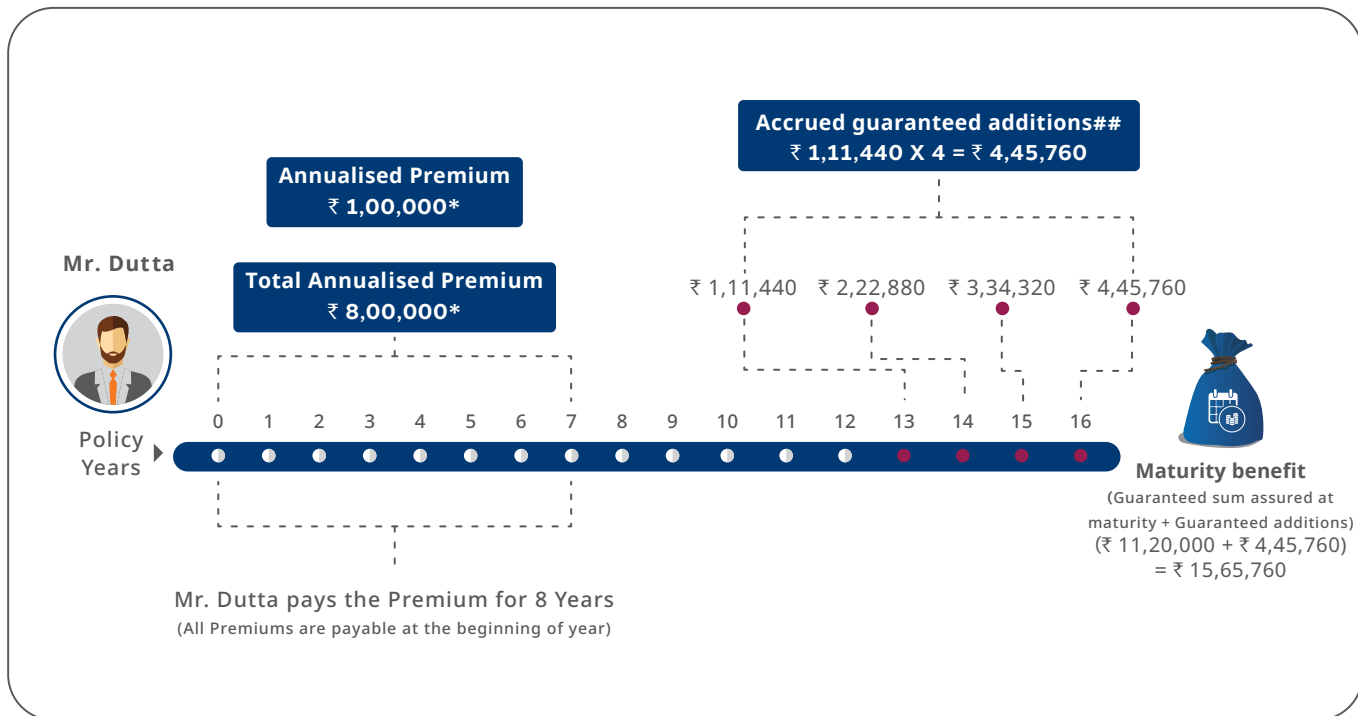 Accrued guaranteed additions##
₹ 1,11,440 X 4 = ₹ 4,45,760
Annualised Premium
₹ 1,00,000*
Mr. Dutta
Total Annualised Premium
₹ 8,00,000*
₹ 1,11,440 ₹ 2,22,880 ₹ 3,34,320 ₹ 4,45,760
0 1 2 3 4 5 6 7 8 9 10 11 12 13 14 15 16
Policy
Years
Maturity benefit
(Guaranteed sum assured at
maturity + Guaranteed additions)
(₹ 11,20,000 + ₹ 4,45,760)
= ₹ 15,65,760
Mr. Dutta pays the Premium for 8 Years
(All Premiums are payable at the beginning of year)